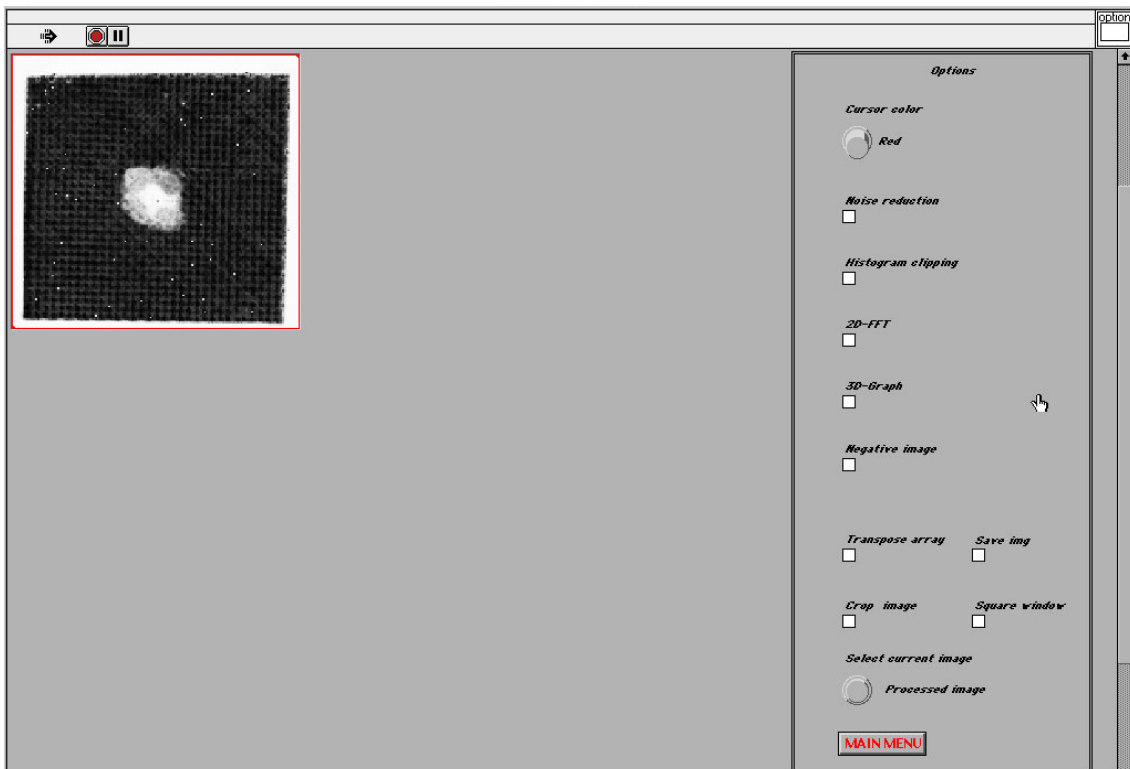 option
Options
Cursor color
Red
Noise reduction
Histogram clipping
2D-FFT
3D-Graph
Negative image
Transpose array Save img
Crop image Square window
Select current image
Processed image
MAIN MENU